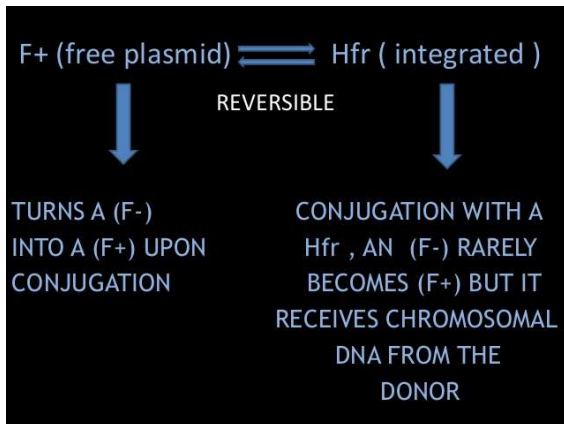 F+ (free plasmid) Hfr ( integrated )
REVERSIBLE
TURNS A (F-)
INTO A (F+) UPON
CONJUGATION
CONJUGATION WITH A
Hfr , AN (F-) RARELY
BECOMES (F+) BUT IT
RECEIVES CHROMOSOMAL
DNA FROM THE
DONOR